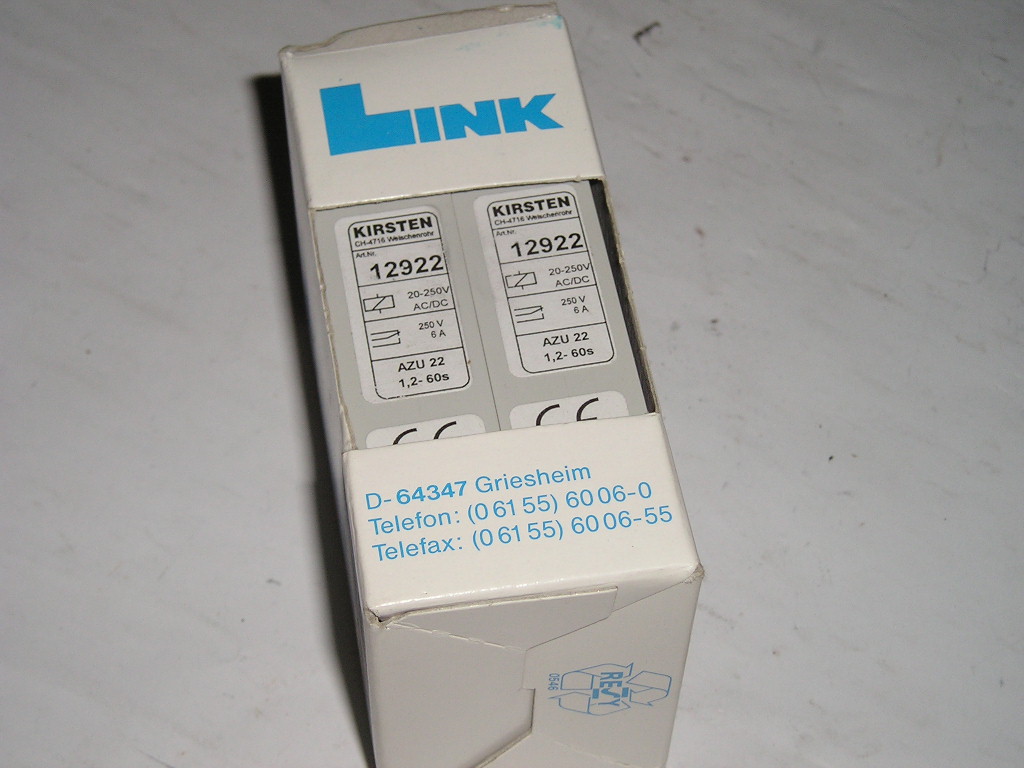 LINK
KIRSTEN
CH-4716 Welschenrohr
Art.Nr.
12922
20-250V
AC/DC
250 V
6 A
AZU 22
1,2- 60s
CE
KIRSTEN
CH-4716 Welschenrohr
Art.Nr.
12922
20-250V
AC/DC
250 V
6 A
AZU 22
1,2- 60s
CE
D-64347 Griesheim
Telefon: (0 61 55) 60 06-0
Telefax: (0 61 55) 60 06-55
RESY
0546